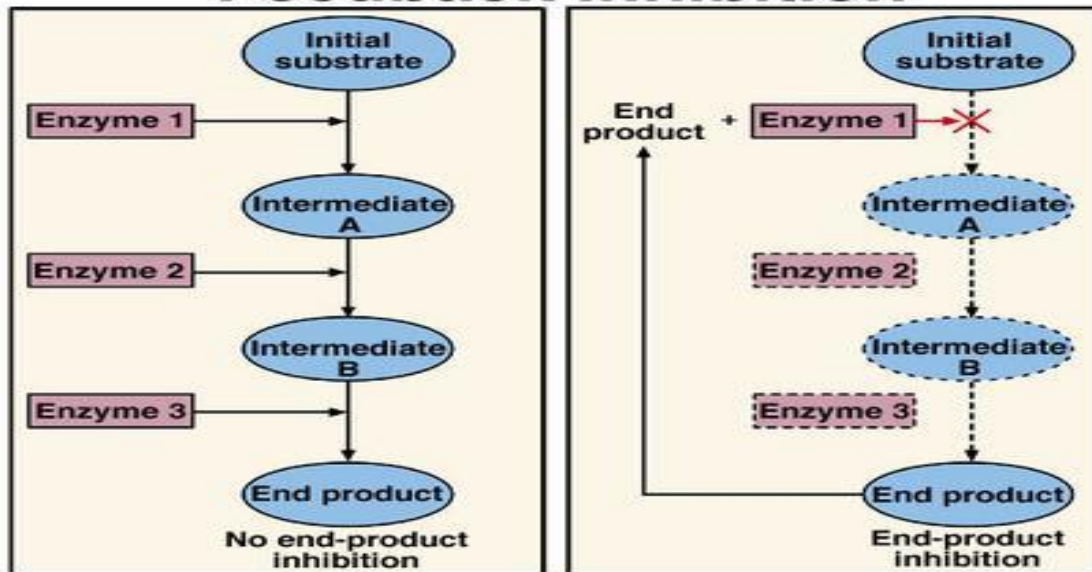 Initial
substrate
Enzyme 1
Intermediate
A
Enzyme 2
Intermediate
B
Enzyme 3
End product
No end-product
inhibition
Initial
substrate
End
product
+
Enzyme 1
Intermediate
A
Enzyme 2
Intermediate
B
Enzyme 3
End product
End-product
inhibition